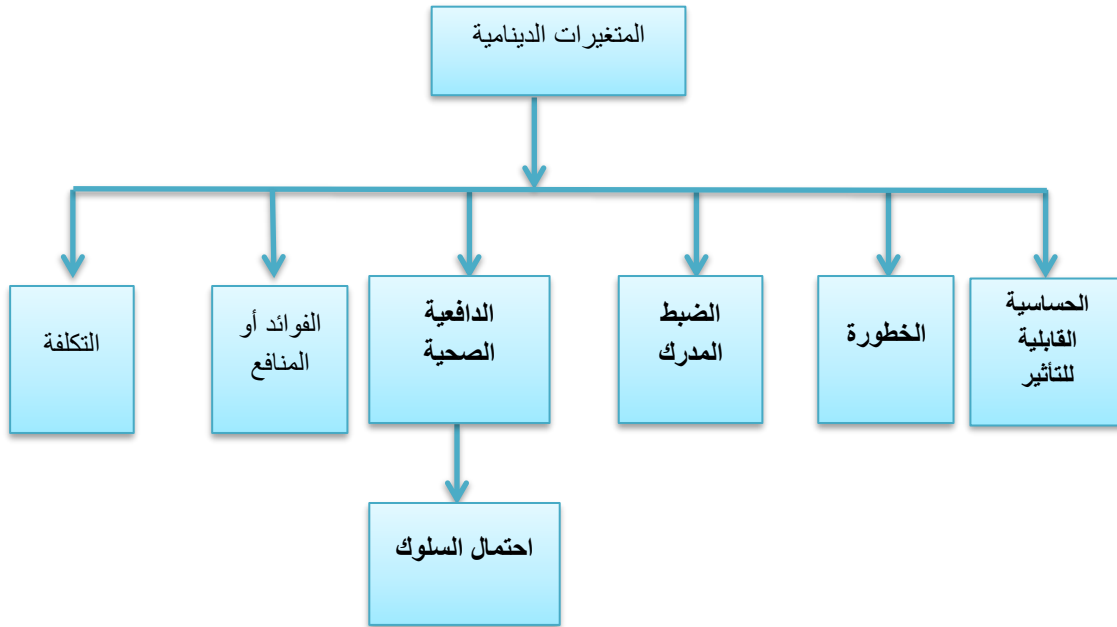 المتغيرات الدينامية
الحساسية
القابلية
للتأثير
الخطورة
الضبط
المدرك
الدافعية
الصحية
الفوائد أو
المنافع
التكلفة
احتمال السلوك